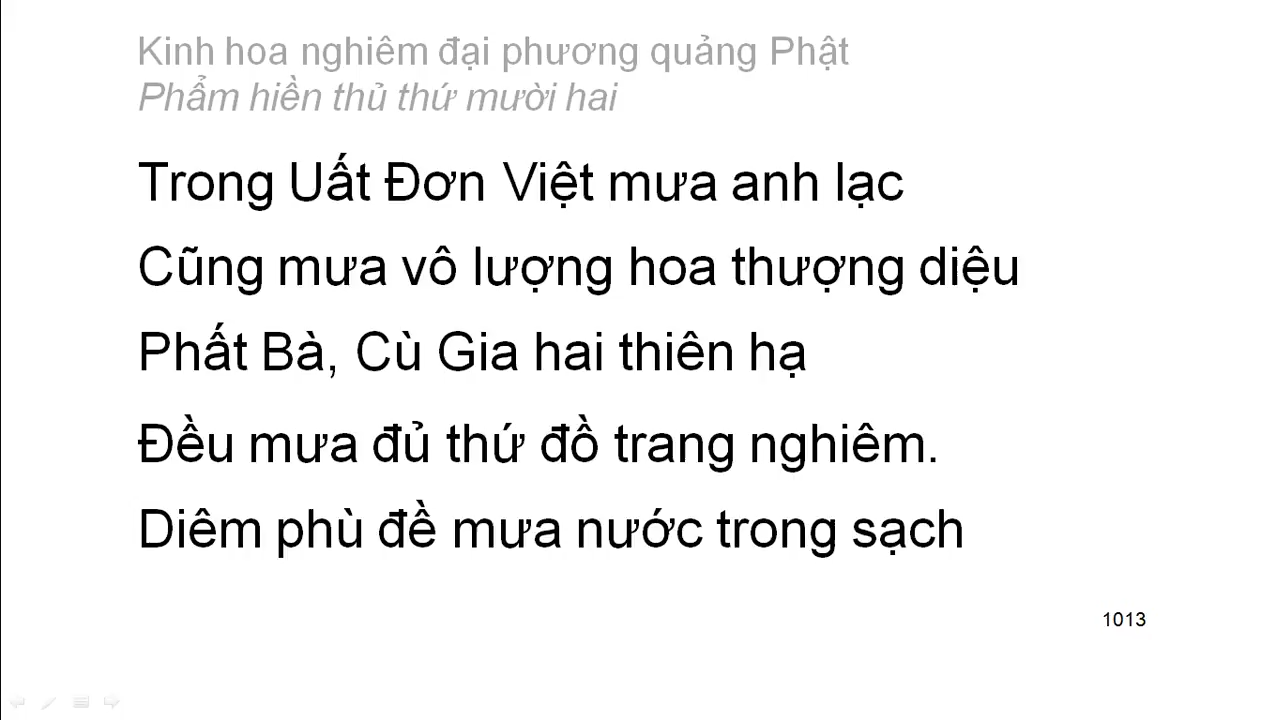 Kinh hoa nghiêm đại phương quảng Phật
Phẩm hiền thủ thứ mười hai
Trong Uất Đơn Việt mưa anh lạc
Cũng mưa vô lượng hoa thượng diệu
Phất Bà, Cù Gia hai thiên hạ
Đều mưa đủ thứ đồ trang nghiêm.
Diêm phù đề mưa nước trong sạch
1013